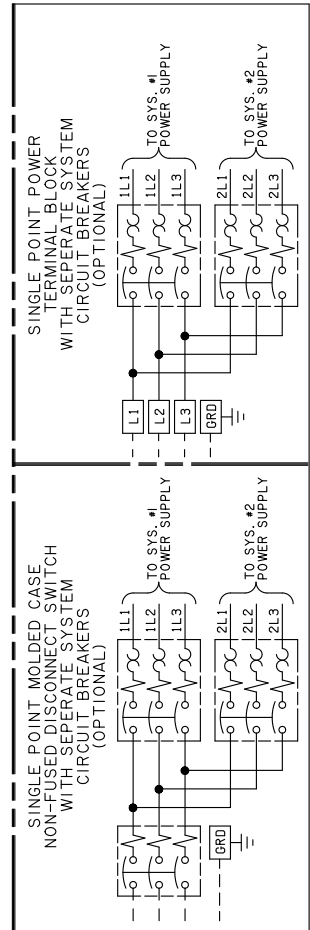 SINGLE POINT MOLDED CASE
NON-FUSED DISCONNECT SWITCH
WITH SEPERATE SYSTEM
CIRCUIT BREAKERS
(OPTIONAL)
1L1
1L2
1L3
TO SYS. #1
POWER SUPPLY
2L1
2L2
2L3
TO SYS. #2
POWER SUPPLY
GRD
SINGLE POINT POWER
TERMINAL BLOCK
WITH SEPERATE SYSTEM
CIRCUIT BREAKERS
(OPTIONAL)
L1
L2
L3
GRD
1L1
1L2
1L3
TO SYS. #1
POWER SUPPLY
2L1
2L2
2L3
TO SYS. #2
POWER SUPPLY